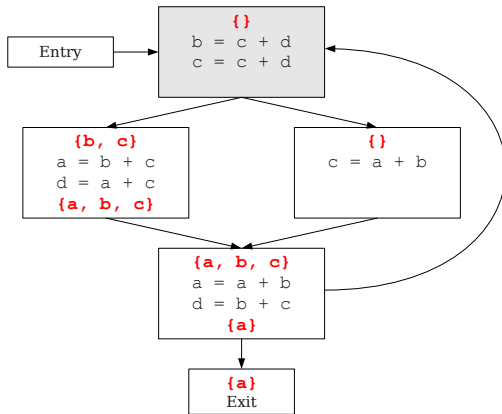 {}
b = c + d
c = c + d
Entry
{b, c}
a = b + c
d = a + c
{a, b, c}
{}
c = a + b
{a, b, c}
a = a + b
d = b + c
{a}
{a}
Exit